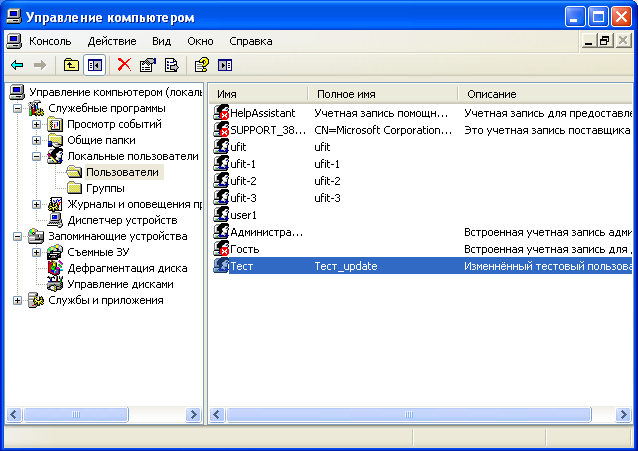 Управление компьютером
Консоль Действие Вид Окно Справка
Управление компьютером (локаль
Служебные программы
Просмотр событий
Общие папки
Локальные пользователи
Пользователи
Группы
Журналы и оповещения пр
Диспетчер устройств
Запоминающие устройства
Съемные ЗУ
Дефрагментация диска
Управление дисками
Службы и приложения
Имя Полное имя Описание
HelpAssistant Учетная запись помощн... Учетная запись для предоставле
SUPPORT_38... CN=Microsoft Corporation... Это учетная запись поставщика
ufit ufit
ufit-1 ufit-1
ufit-2 ufit-2
ufit-3 ufit-3
user1
Администра... Встроенная учетная запись адми
Гость Встроенная учетная запись для
Тест Тест_update Изменнённый тестовый пользова